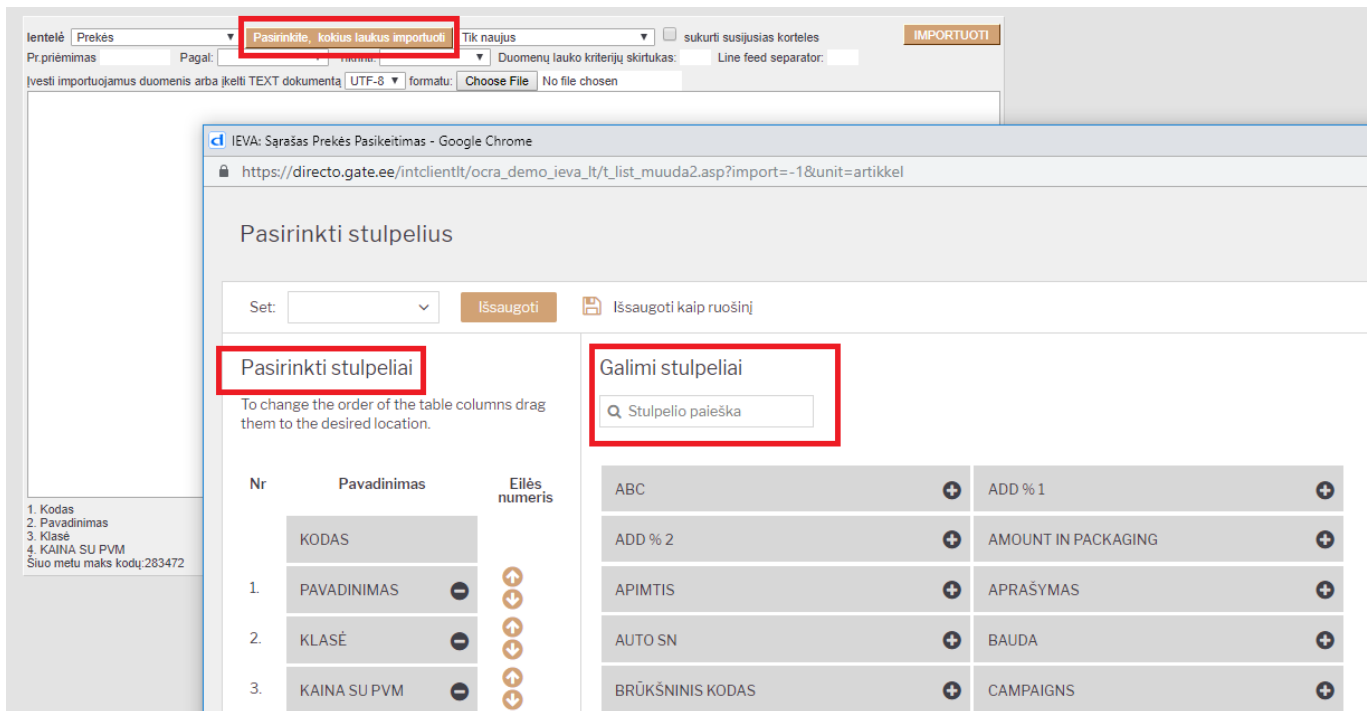 lentelė Prekės Pasirinkite, kokius laukus importuoti Tik naujus sukurti susijusias korteles IMPORTUOTI
Pr.priėmimas Pagal: Tikrinti: Duomenų lauko kriterijų skirtukas: Line feed separator:
Įvesti importuojamus duomenis arba įkelti TEXT dokumentą UTF-8 formatu: Choose File No file chosen
IEVA: Sąrašas Prekės Pasikeitimas - Google Chrome
https://directo.gate.ee/intclientlt/ocra_demo_ieva_lt/t_list_muuda2.asp?import=-1&unit=artikkel
Pasirinkti stulpelius
Set: Išsaugoti Išsaugoti kaip ruošinį
Pasirinkti stulpeliai
To change the order of the table columns drag
them to the desired location.
Galimi stulpeliai
Stulpelio paieška
Nr Pavadinimas Eilės
numeris
KODAS
1. PAVADINIMAS
2. KLASĖ
3. KAINA SU PVM
ABC ADD % 1
ADD % 2 AMOUNT IN PACKAGING
APIMTIS APRAŠYMAS
AUTO SN BAUDA
BRŪKŠNINIS KODAS CAMPAIGNS
1. Kodas
2. Pavadinimas
3. Klasė
4. KAINA SU PVM
Šiuo metu maks kodų:283472